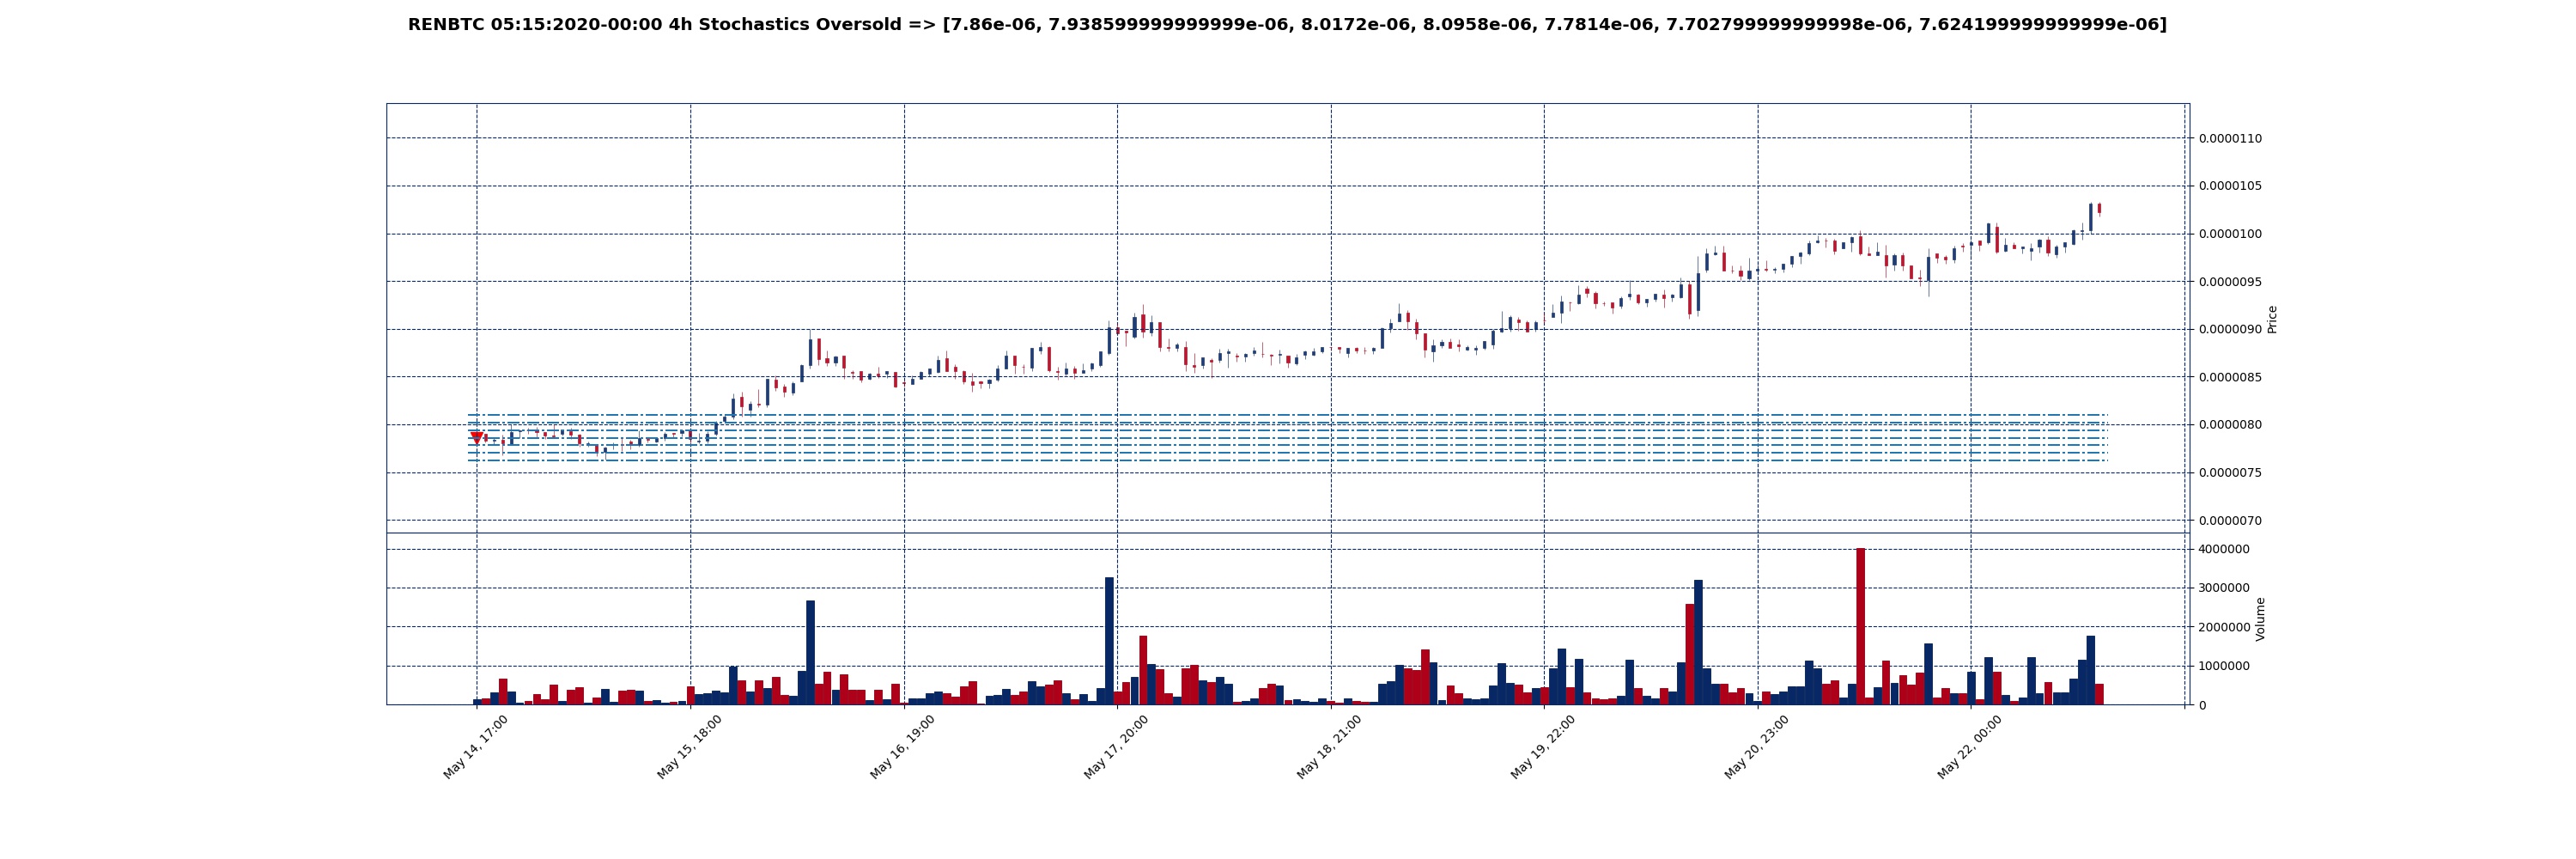 RENBTC 05:15:2020-00:00 4h Stochastics Oversold => [7.86e-06, 7.938599999999999e-06, 8.0172e-06, 8.0958e-06, 7.7814e-06, 7.702799999999998e-06, 7.624199999999999e-06]
0.0000110
0.0000105
0.0000100
0.0000095
0.0000090
0.0000085
0.0000080
0.0000075
0.0000070
Price
4000000
3000000
2000000
1000000
0
Volume
May 14, 17:00
May 15, 18:00
May 16, 19:00
May 17, 20:00
May 18, 21:00
May 19, 22:00
May 20, 23:00
May 22, 00:00